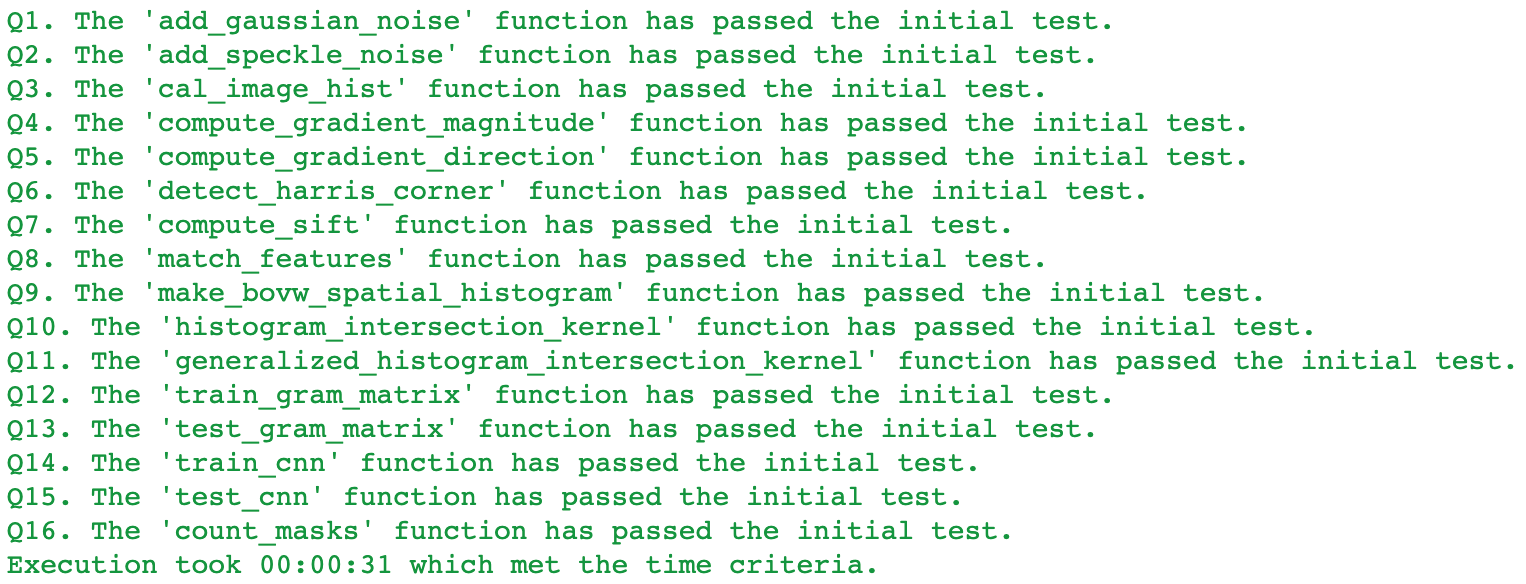 Q1. The 'add_gaussian_noise' function has passed the initial test.
Q2. The 'add_speckle_noise' function has passed the initial test.
Q3. The 'cal_image_hist' function has passed the initial test.
Q4. The 'compute_gradient_magnitude' function has passed the initial test.
Q5. The 'compute_gradient_direction' function has passed the initial test.
Q6. The 'detect_harris_corner' function has passed the initial test.
Q7. The 'compute_sift' function has passed the initial test.
Q8. The 'match_features' function has passed the initial test.
Q9. The 'make_bovw_spatial_histogram' function has passed the initial test.
Q10. The 'histogram_intersection_kernel' function has passed the initial test.
Q11. The 'generalized_histogram_intersection_kernel' function has passed the initial test.
Q12. The 'train_gram_matrix' function has passed the initial test.
Q13. The 'test_gram_matrix' function has passed the initial test.
Q14. The 'train_cnn' function has passed the initial test.
Q15. The 'test_cnn' function has passed the initial test.
Q16. The 'count_masks' function has passed the initial test.
Execution took 00:00:31 which met the time criteria.